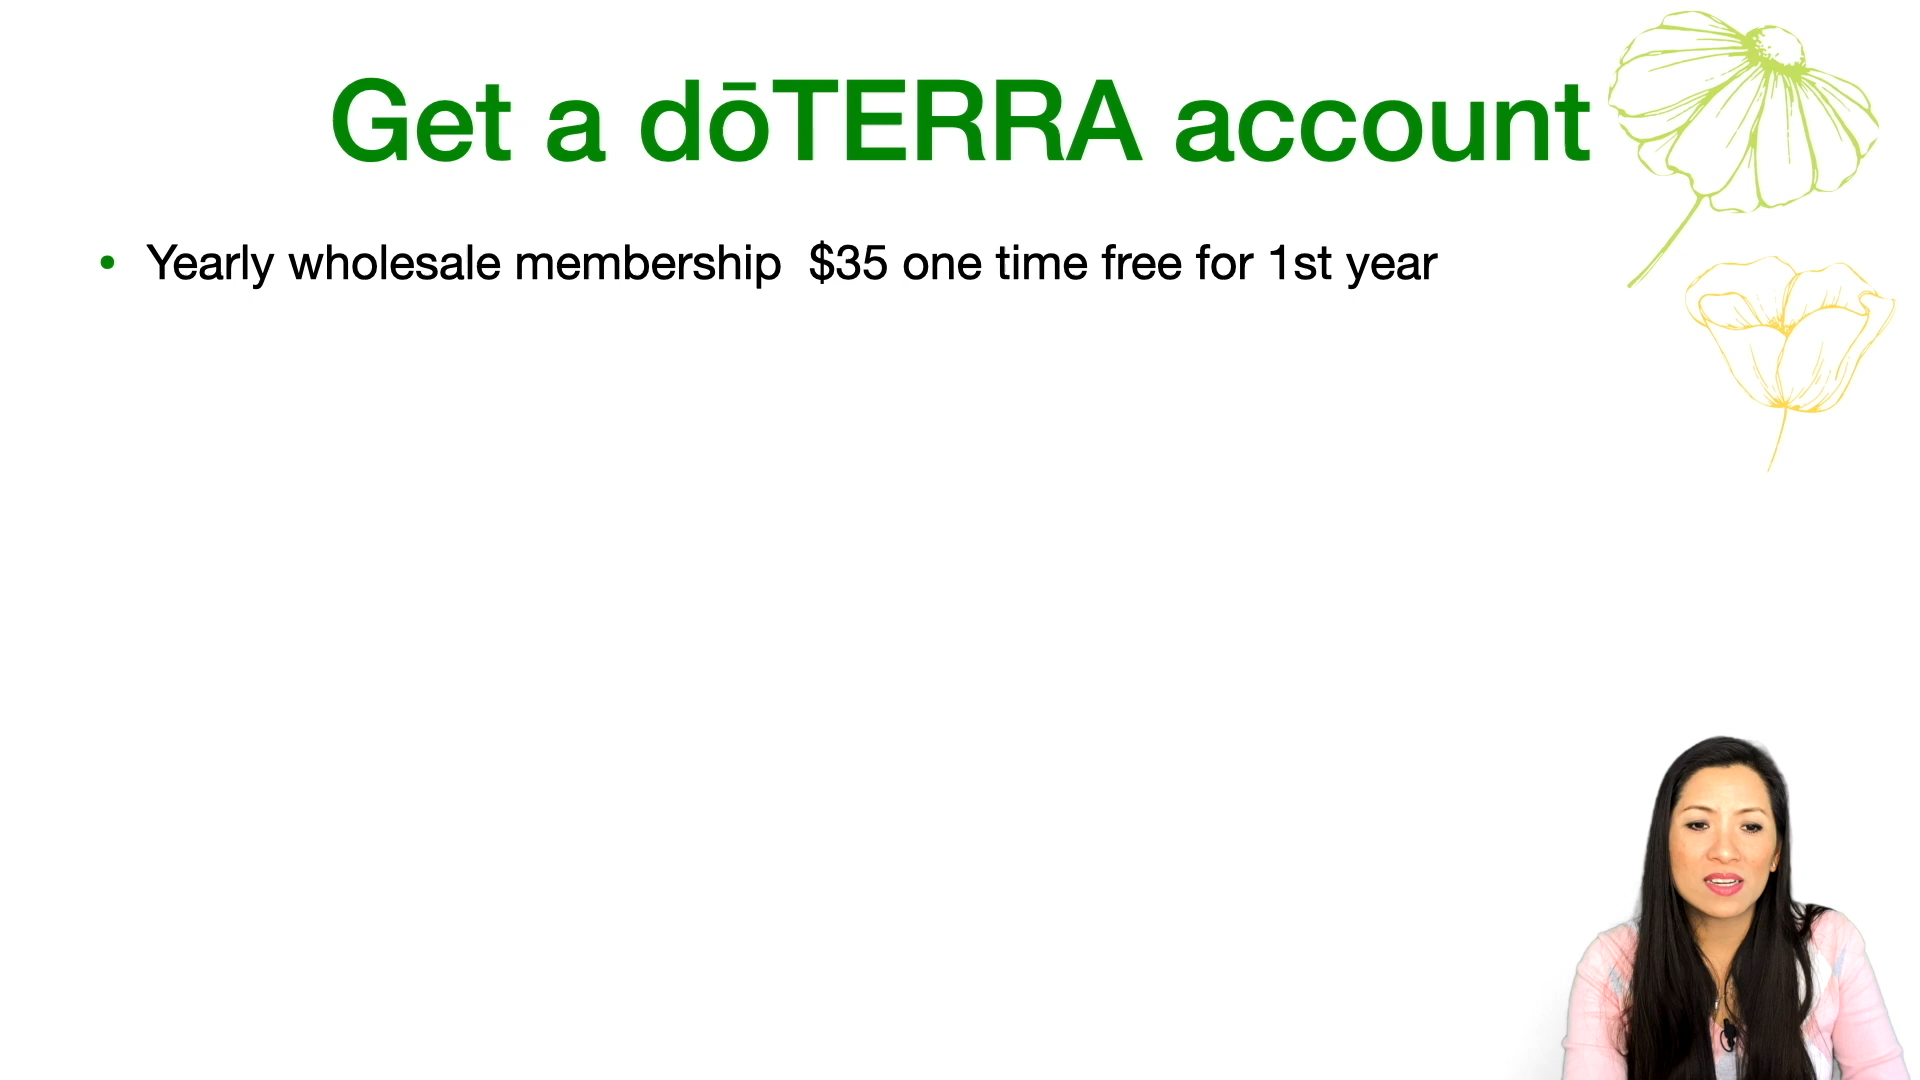 Get a dōTERRA account
• Yearly wholesale membership  $35 one time free for 1st year